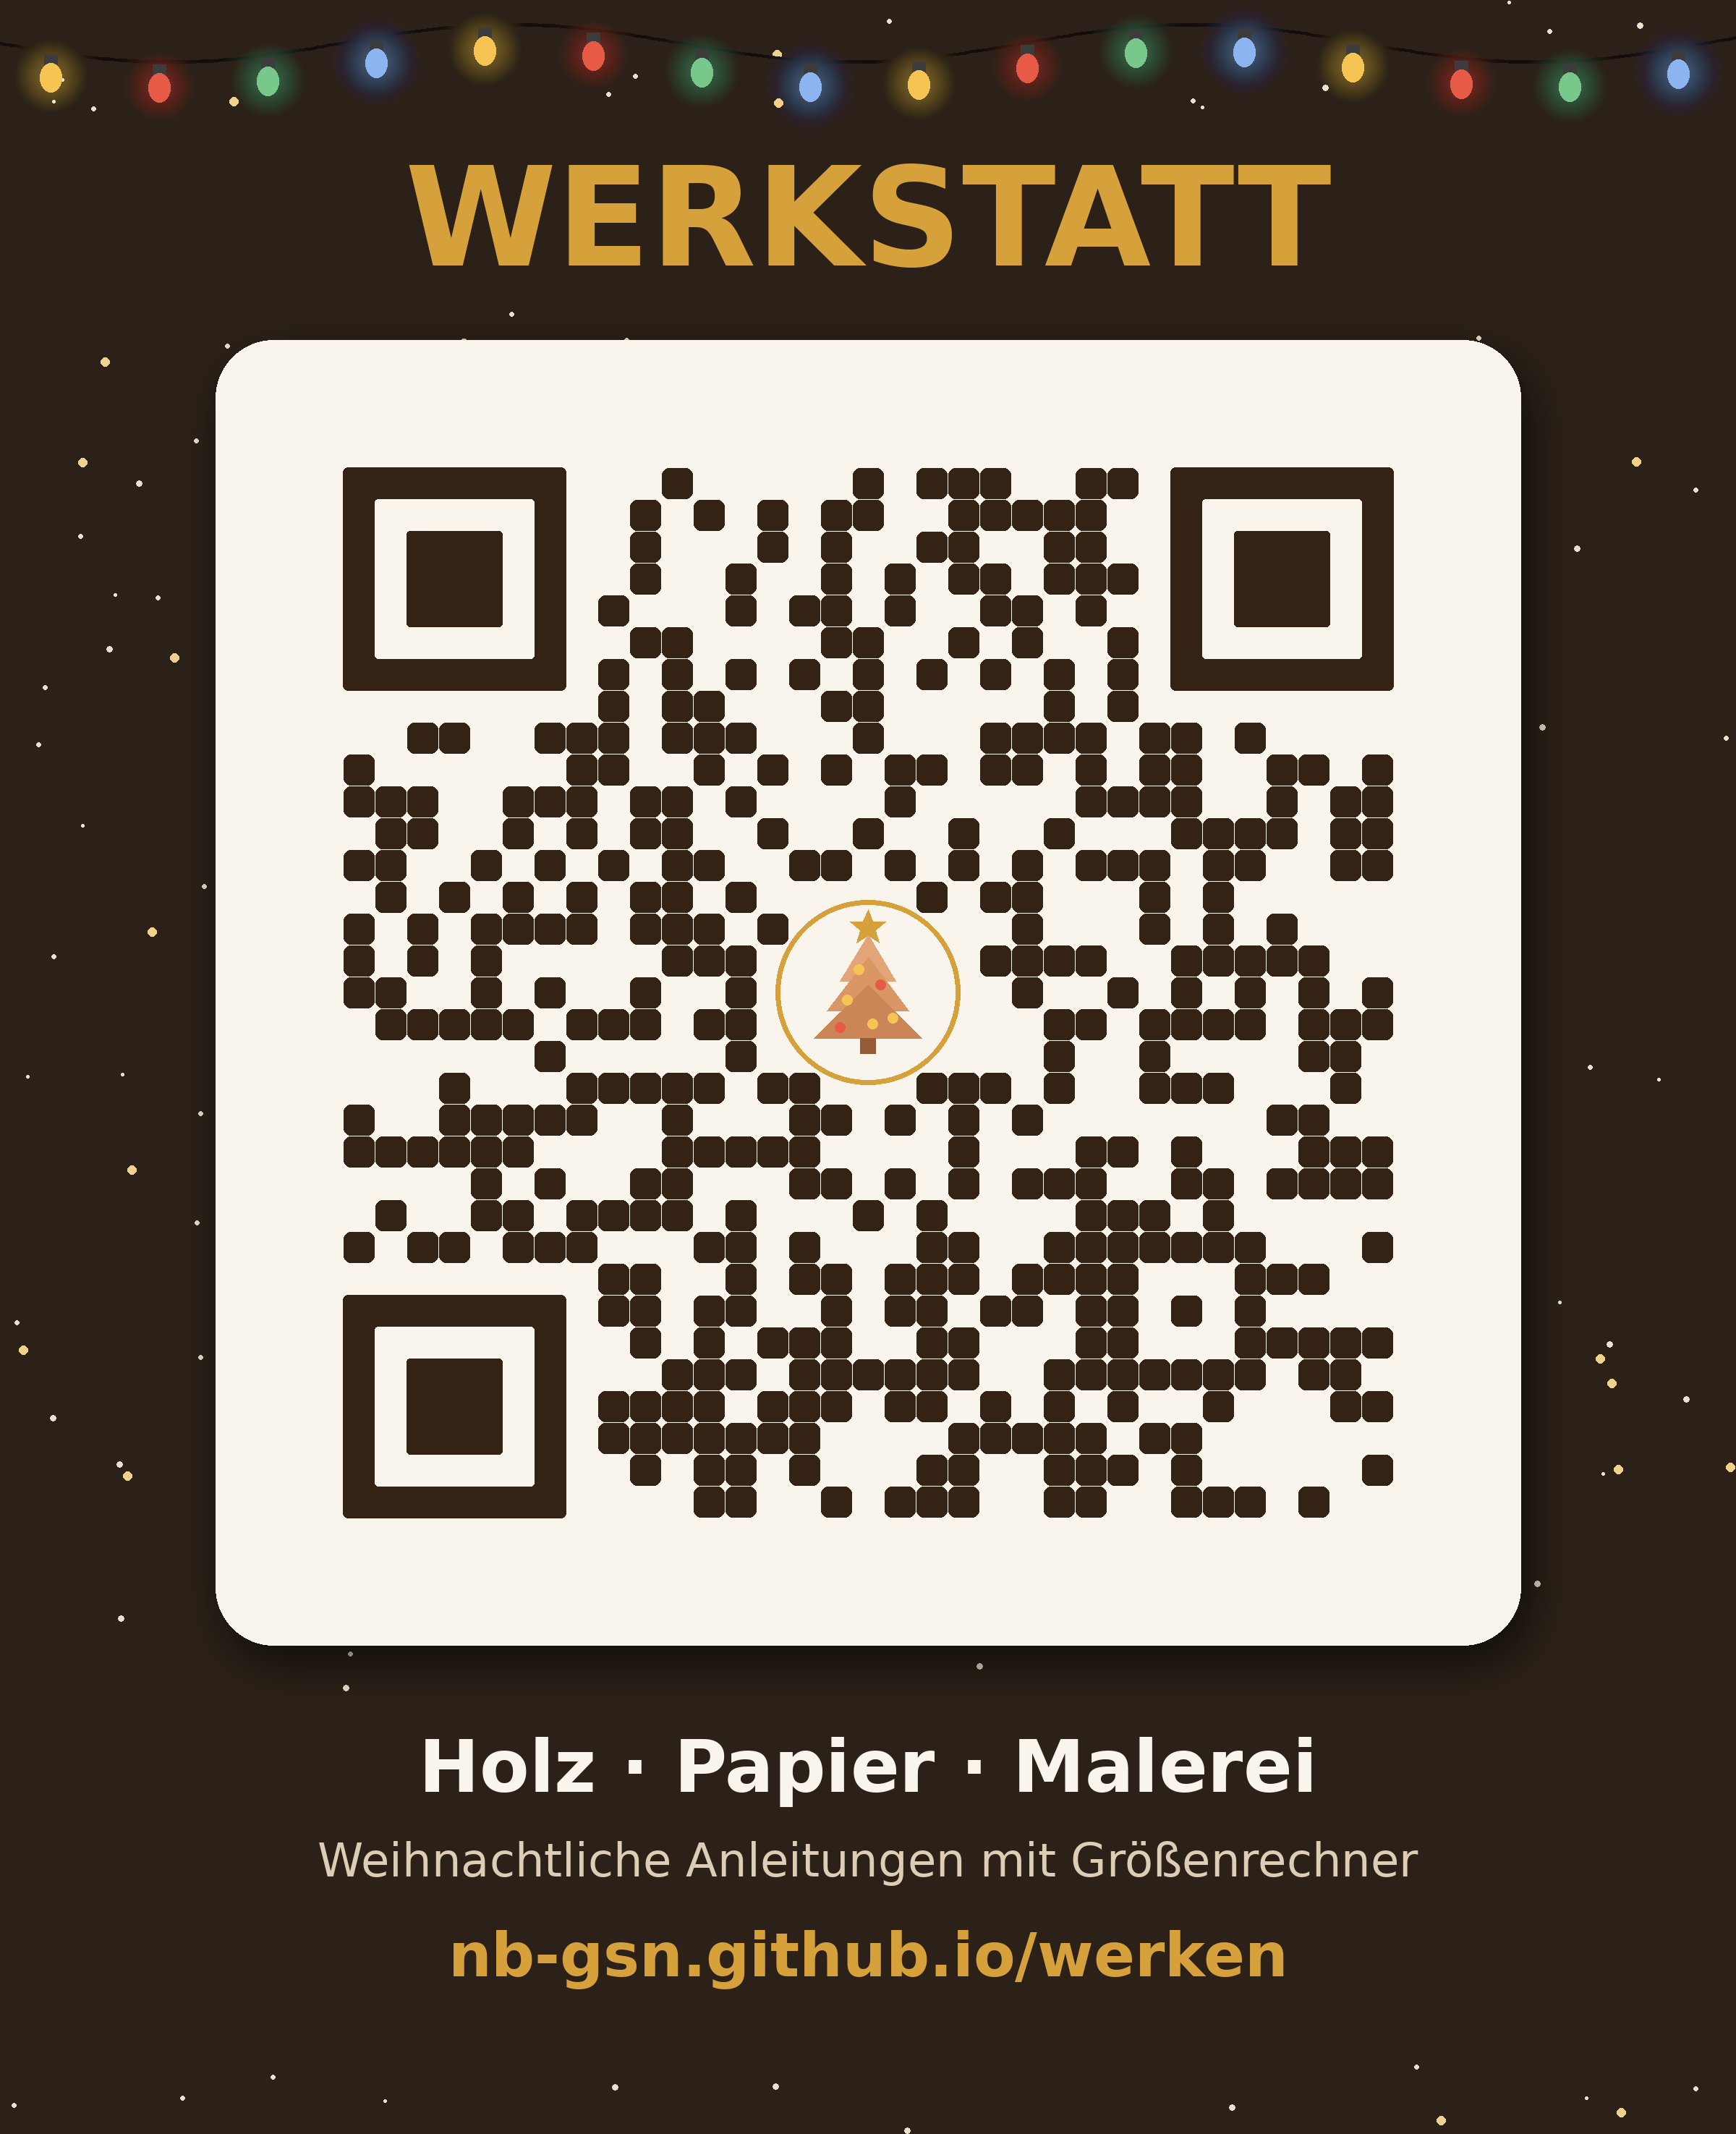 WERKSTATT
Holz · Papier · Malerei
Weihnachtliche Anleitungen mit Größenrechner
nb-gsn.github.io/werken